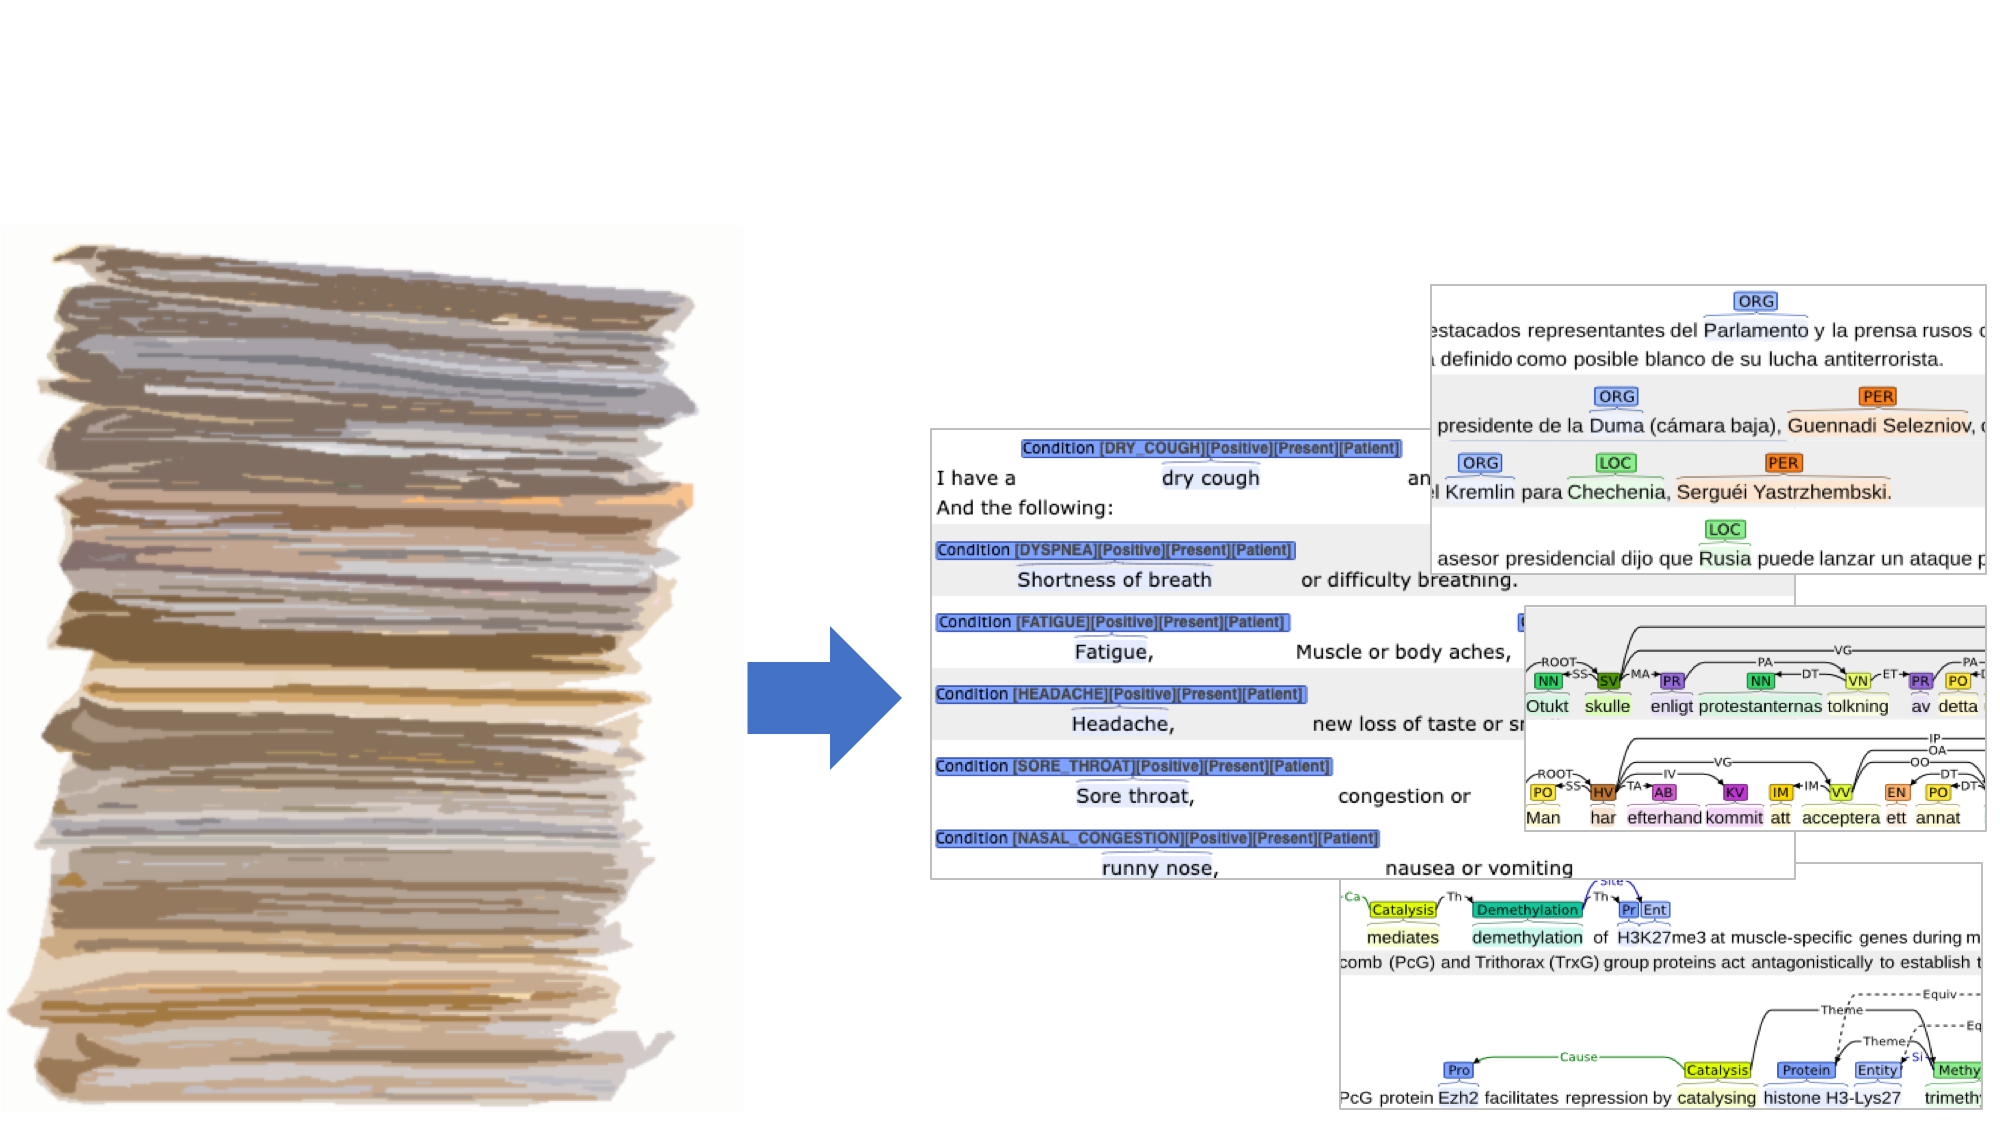 Condition [DRY_COUGH][Positive][Present][Patient]
I have a dry cough an
And the following:
Condition [DYSPNEA][Positive][Present][Patient]
Shortness of breath or difficulty breathing.
Condition [FATIGUE][Positive][Present][Patient]
Fatigue, Muscle or body aches,
Condition [HEADACHE][Positive][Present][Patient]
Headache, new loss of taste or
Condition [SORE_THROAT][Positive][Present][Patient]
Sore throat, congestion or
Condition [NASAL_CONGESTION][Positive][Present][Patient]
runny nose, nausea or vomiting
ORG
estacados representantes del Parlamento y la prensa rusos
definido como posible blanco de su lucha antiterrorista.
ORG PER
presidente de la Duma (cámara baja), Guennadi Selezniov,
ORG LOC PER
el Kremlin para Chechenia, Serguéi Yastrzhembski.
LOC
asesor presidencial dijo que Rusia puede lanzar un ataque p
VG
ROOT PA PA
NN SS SV MA PR NN DT VN ET PR PO
Otukt skulle enligt protestanternas tolkning av detta
IP
OA
VG OO
ROOT IV DT
PO SS HV TA AB KV IM IM VV EN PO DT
Man har efterhand kommit att acceptera ett annat
Site
Ca Catalysis Th Demethylation Th Pr Ent
mediates demethylation of H3K27me3 at muscle-specific genes during m
comb (PcG) and Trithorax (TrxG) group proteins act antagonistically to establish t
Equiv
Theme
Eq
Theme
Cause Si
Pro Catalysis Protein Entity Methy
PcG protein Ezh2 facilitates repression by catalysing histone H3-Lys27 trimethy